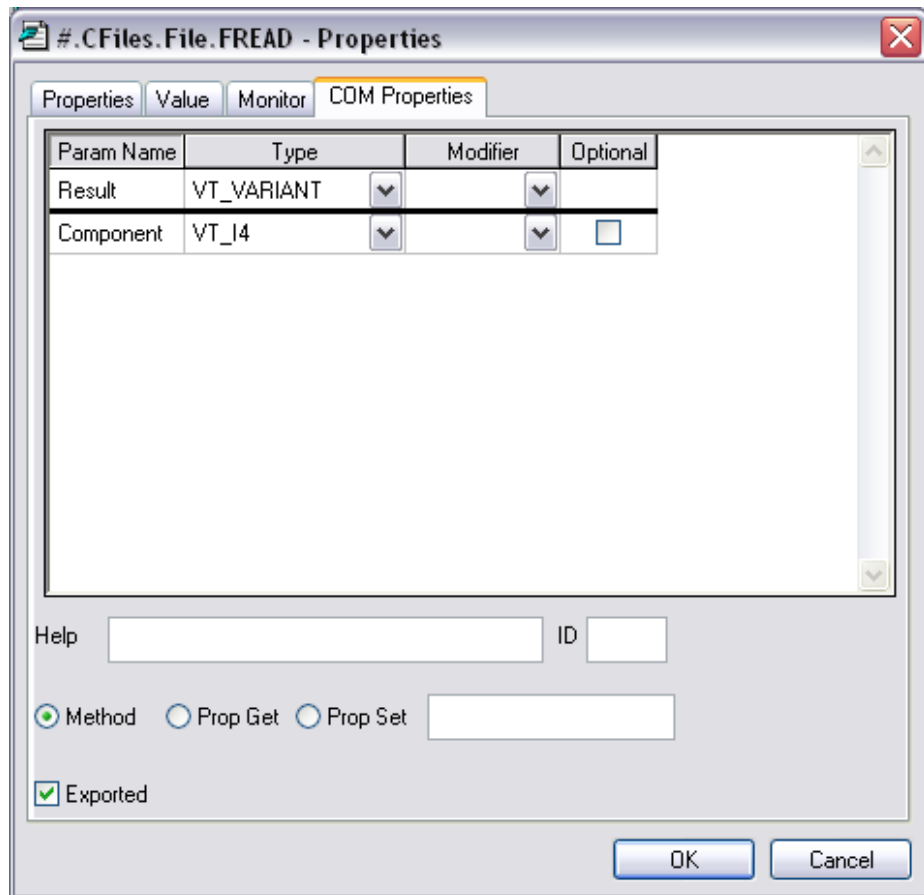 #.CFiles.File.FREAD - Properties
Properties Value Monitor COM Properties
Param Name Type Modifier Optional
Result VT_VARIANT
Component VT_I4
Help ID
Method Prop Get Prop Set
Exported
OK Cancel